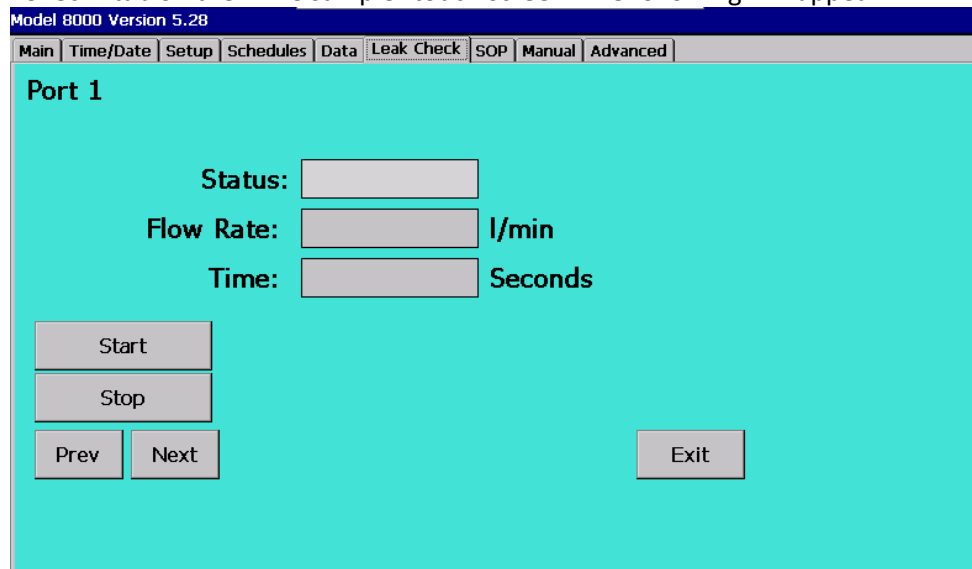 Model 8000 Version 5.28
Main Time/Date Setup Schedules Data Leak Check SOP Manual Advanced
Port 1
Status:
Flow Rate: l/min
Time: Seconds
Start
Stop
Prev Next Exit